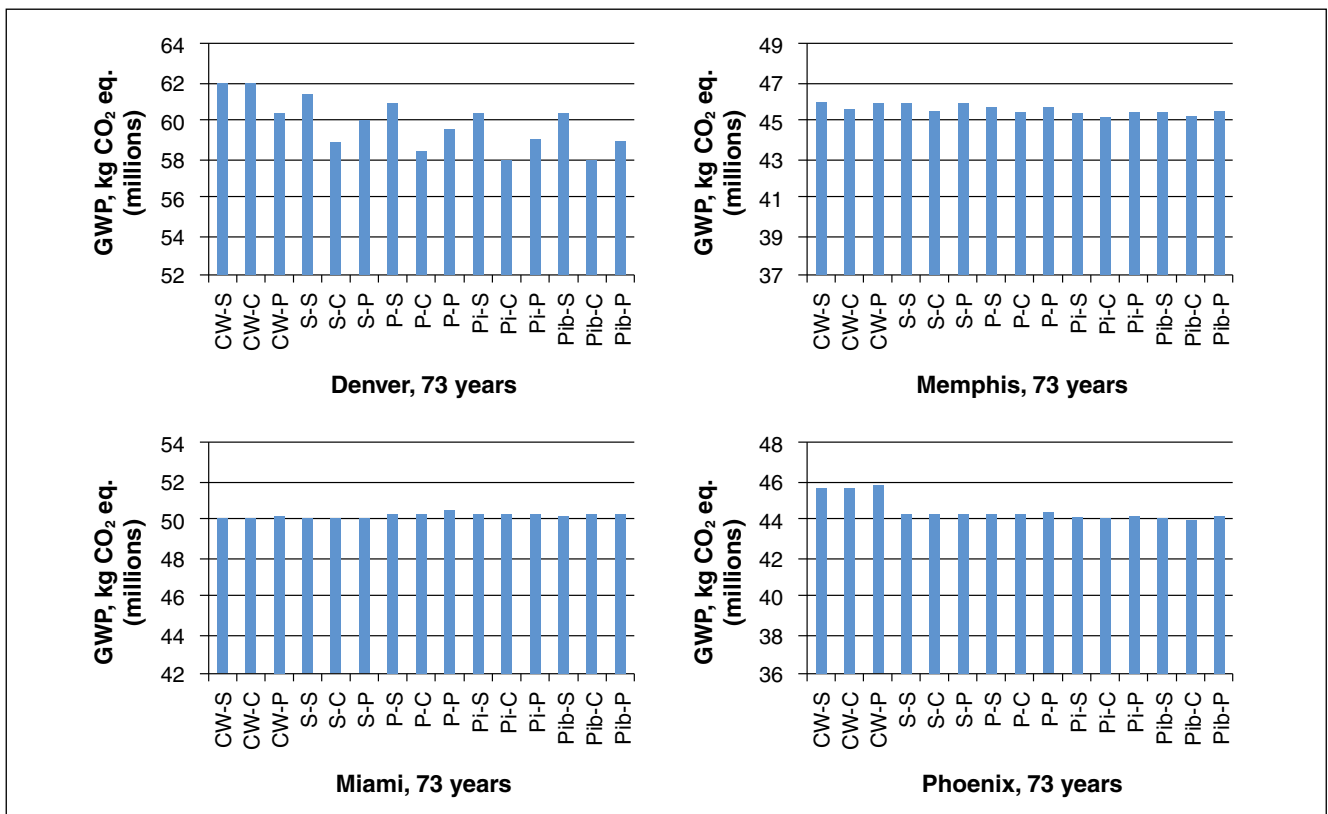 GWP, kg CO₂ eq.
(millions)
64
62
60
58
56
54
52
CW-S
CW-C
CW-P
S-S
S-C
S-P
P-S
P-C
P-P
Pi-S
Pi-C
Pi-P
Pib-S
Pib-C
Pib-P
Denver, 73 years
GWP, kg CO₂ eq.
(millions)
49
47
45
43
41
39
37
CW-S
CW-C
CW-P
S-S
S-C
S-P
P-S
P-C
P-P
Pi-S
Pi-C
Pi-P
Pib-S
Pib-C
Pib-P
Memphis, 73 years
GWP, kg CO₂ eq.
(millions)
54
52
50
48
46
44
42
CW-S
CW-C
CW-P
S-S
S-C
S-P
P-S
P-C
P-P
Pi-S
Pi-C
Pi-P
Pib-S
Pib-C
Pib-P
Miami, 73 years
GWP, kg CO₂ eq.
(millions)
48
46
44
42
40
38
36
CW-S
CW-C
CW-P
S-S
S-C
S-P
P-S
P-C
P-P
Pi-S
Pi-C
Pi-P
Pib-S
Pib-C
Pib-P
Phoenix, 73 years